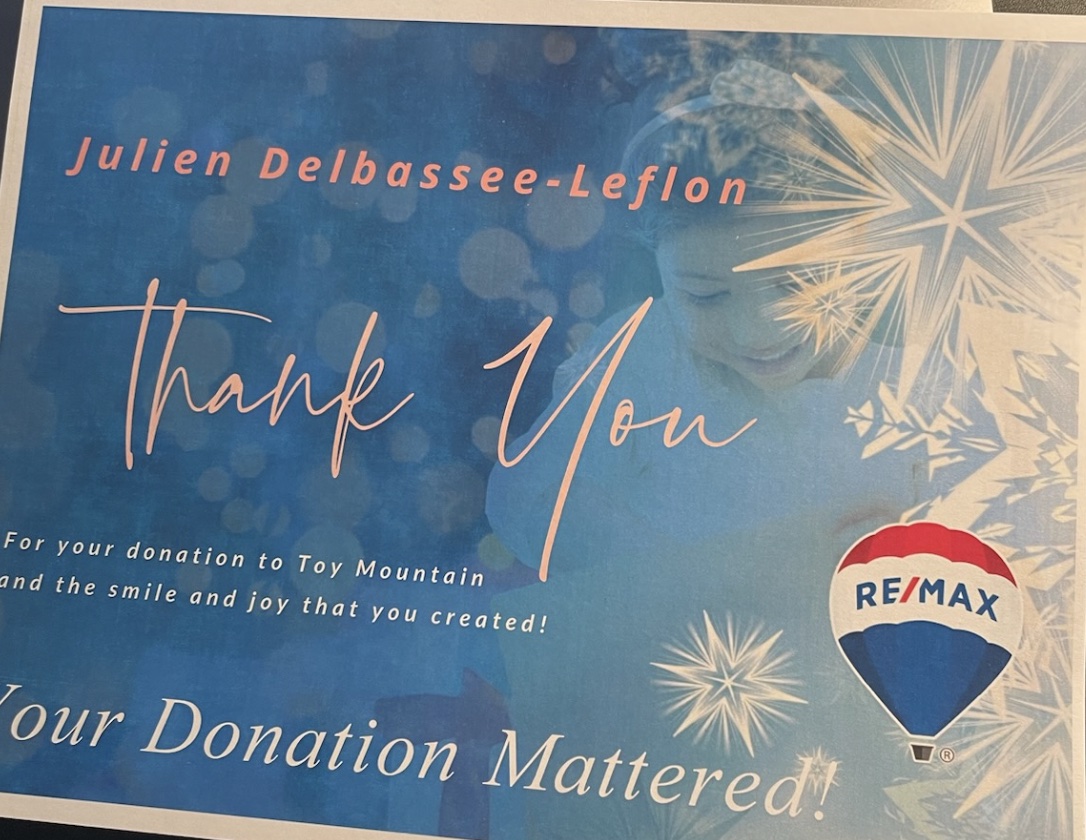 Julien Delbassee-Leflon
Thank You
For your donation to Toy Mountain
and the smile and joy that you created!
Your Donation Mattered!
RE/MAX
®